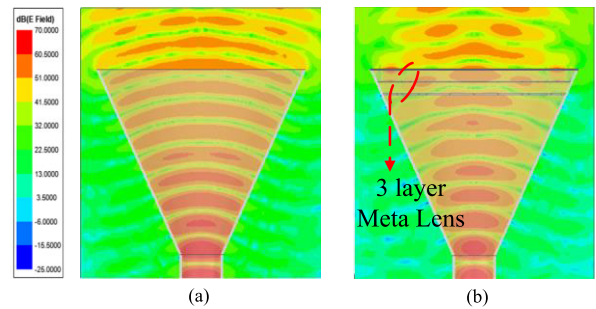 dB(E Field)
70.0000
60.5000
51.0000
41.5000
32.0000
22.5000
13.0000
3.5000
-6.0000
-15.5000
-25.0000
3 layer
Meta Lens
(a)
(b)